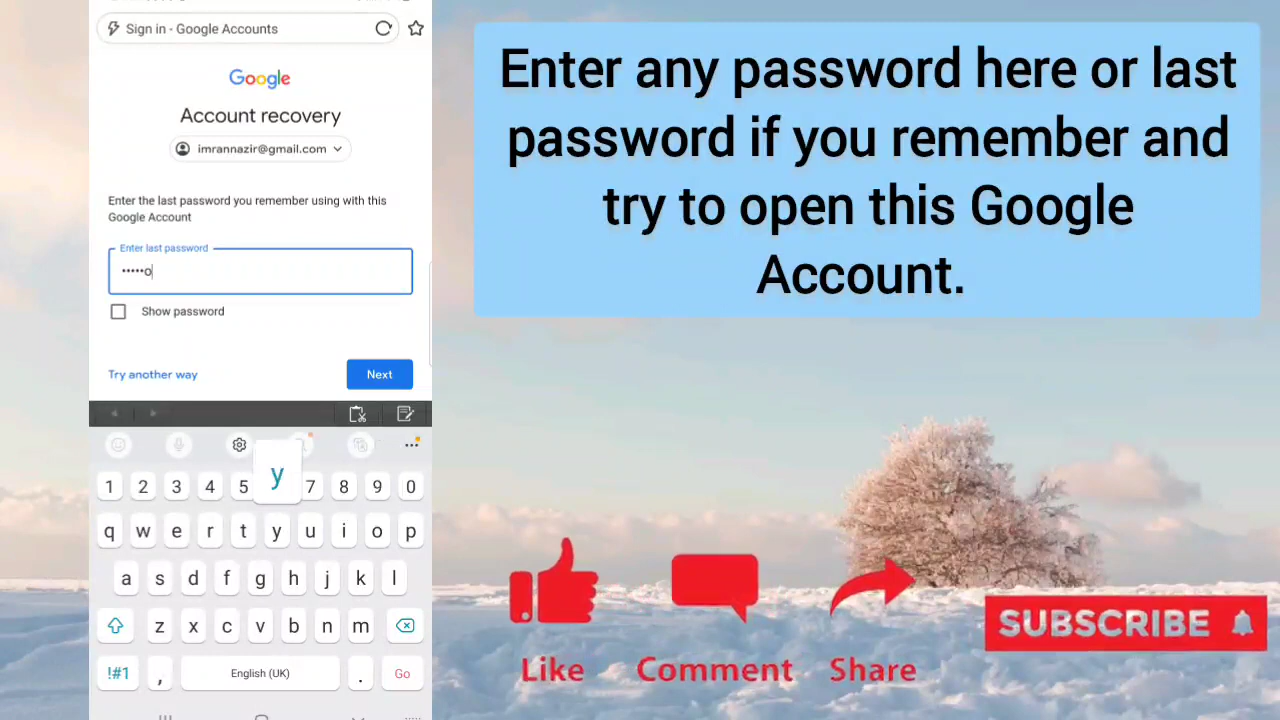 Sign in - Google Accounts
Google
Account recovery
imrannazir@gmail.com
Enter the last password you remember using with this
Google Account
Enter last password
•••••o
Show password
Try another way
Next
y
1 2 3 4 5 7 8 9 0
q w e r t y u i o p
a s d f g h j k l
z x c v b n m
!#1 , English (UK) . Go
Enter any password here or last
password if you remember and
try to open this Google
Account.
Like Comment Share
SUBSCRIBE